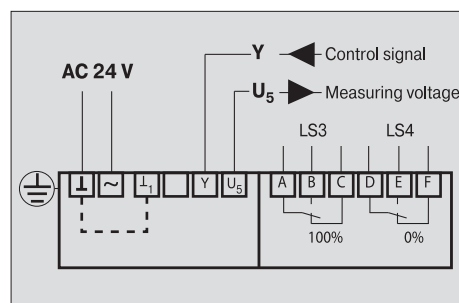 Y Control signal
AC 24 V
U5 Measuring voltage
LS3 LS4
⊥ ~ ⊥1 Y U5 A B C D E F
100% 0%